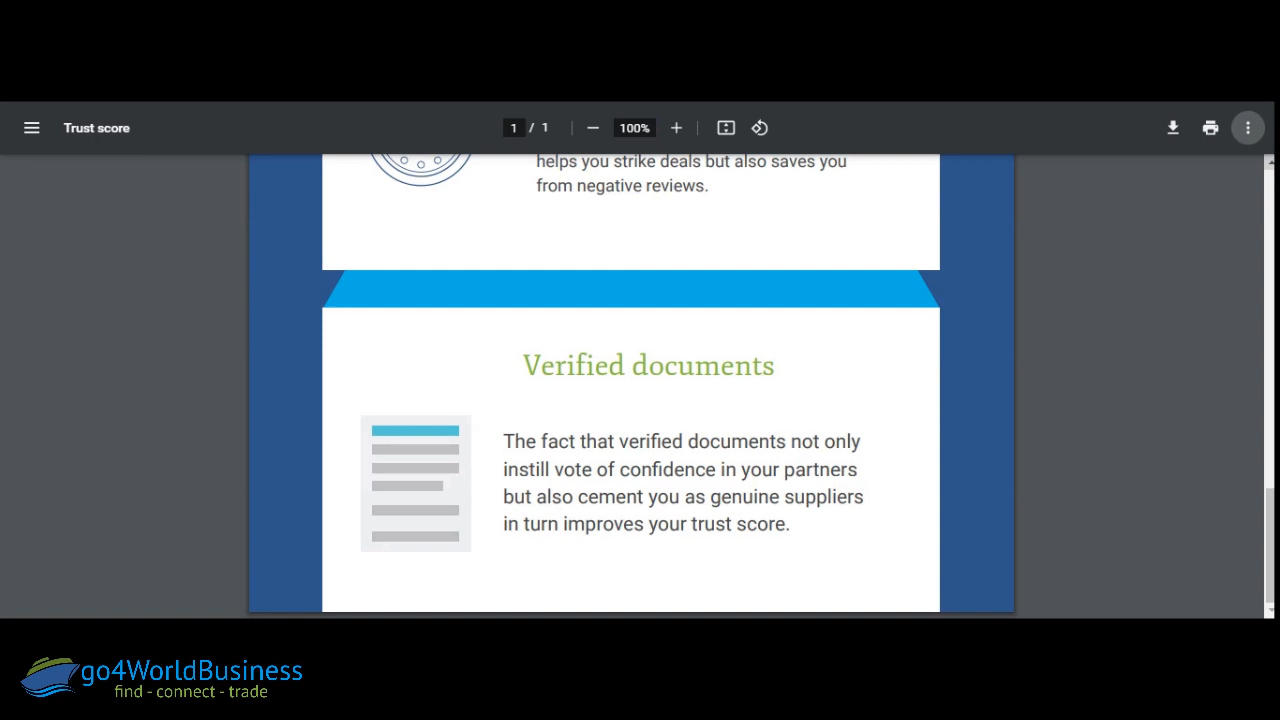 Trust score
1 / 1
100%
helps you strike deals but also saves you
from negative reviews.
Verified documents
The fact that verified documents not only
instill vote of confidence in your partners
but also cement you as genuine suppliers
in turn improves your trust score.
go4WorldBusiness
find - connect - trade